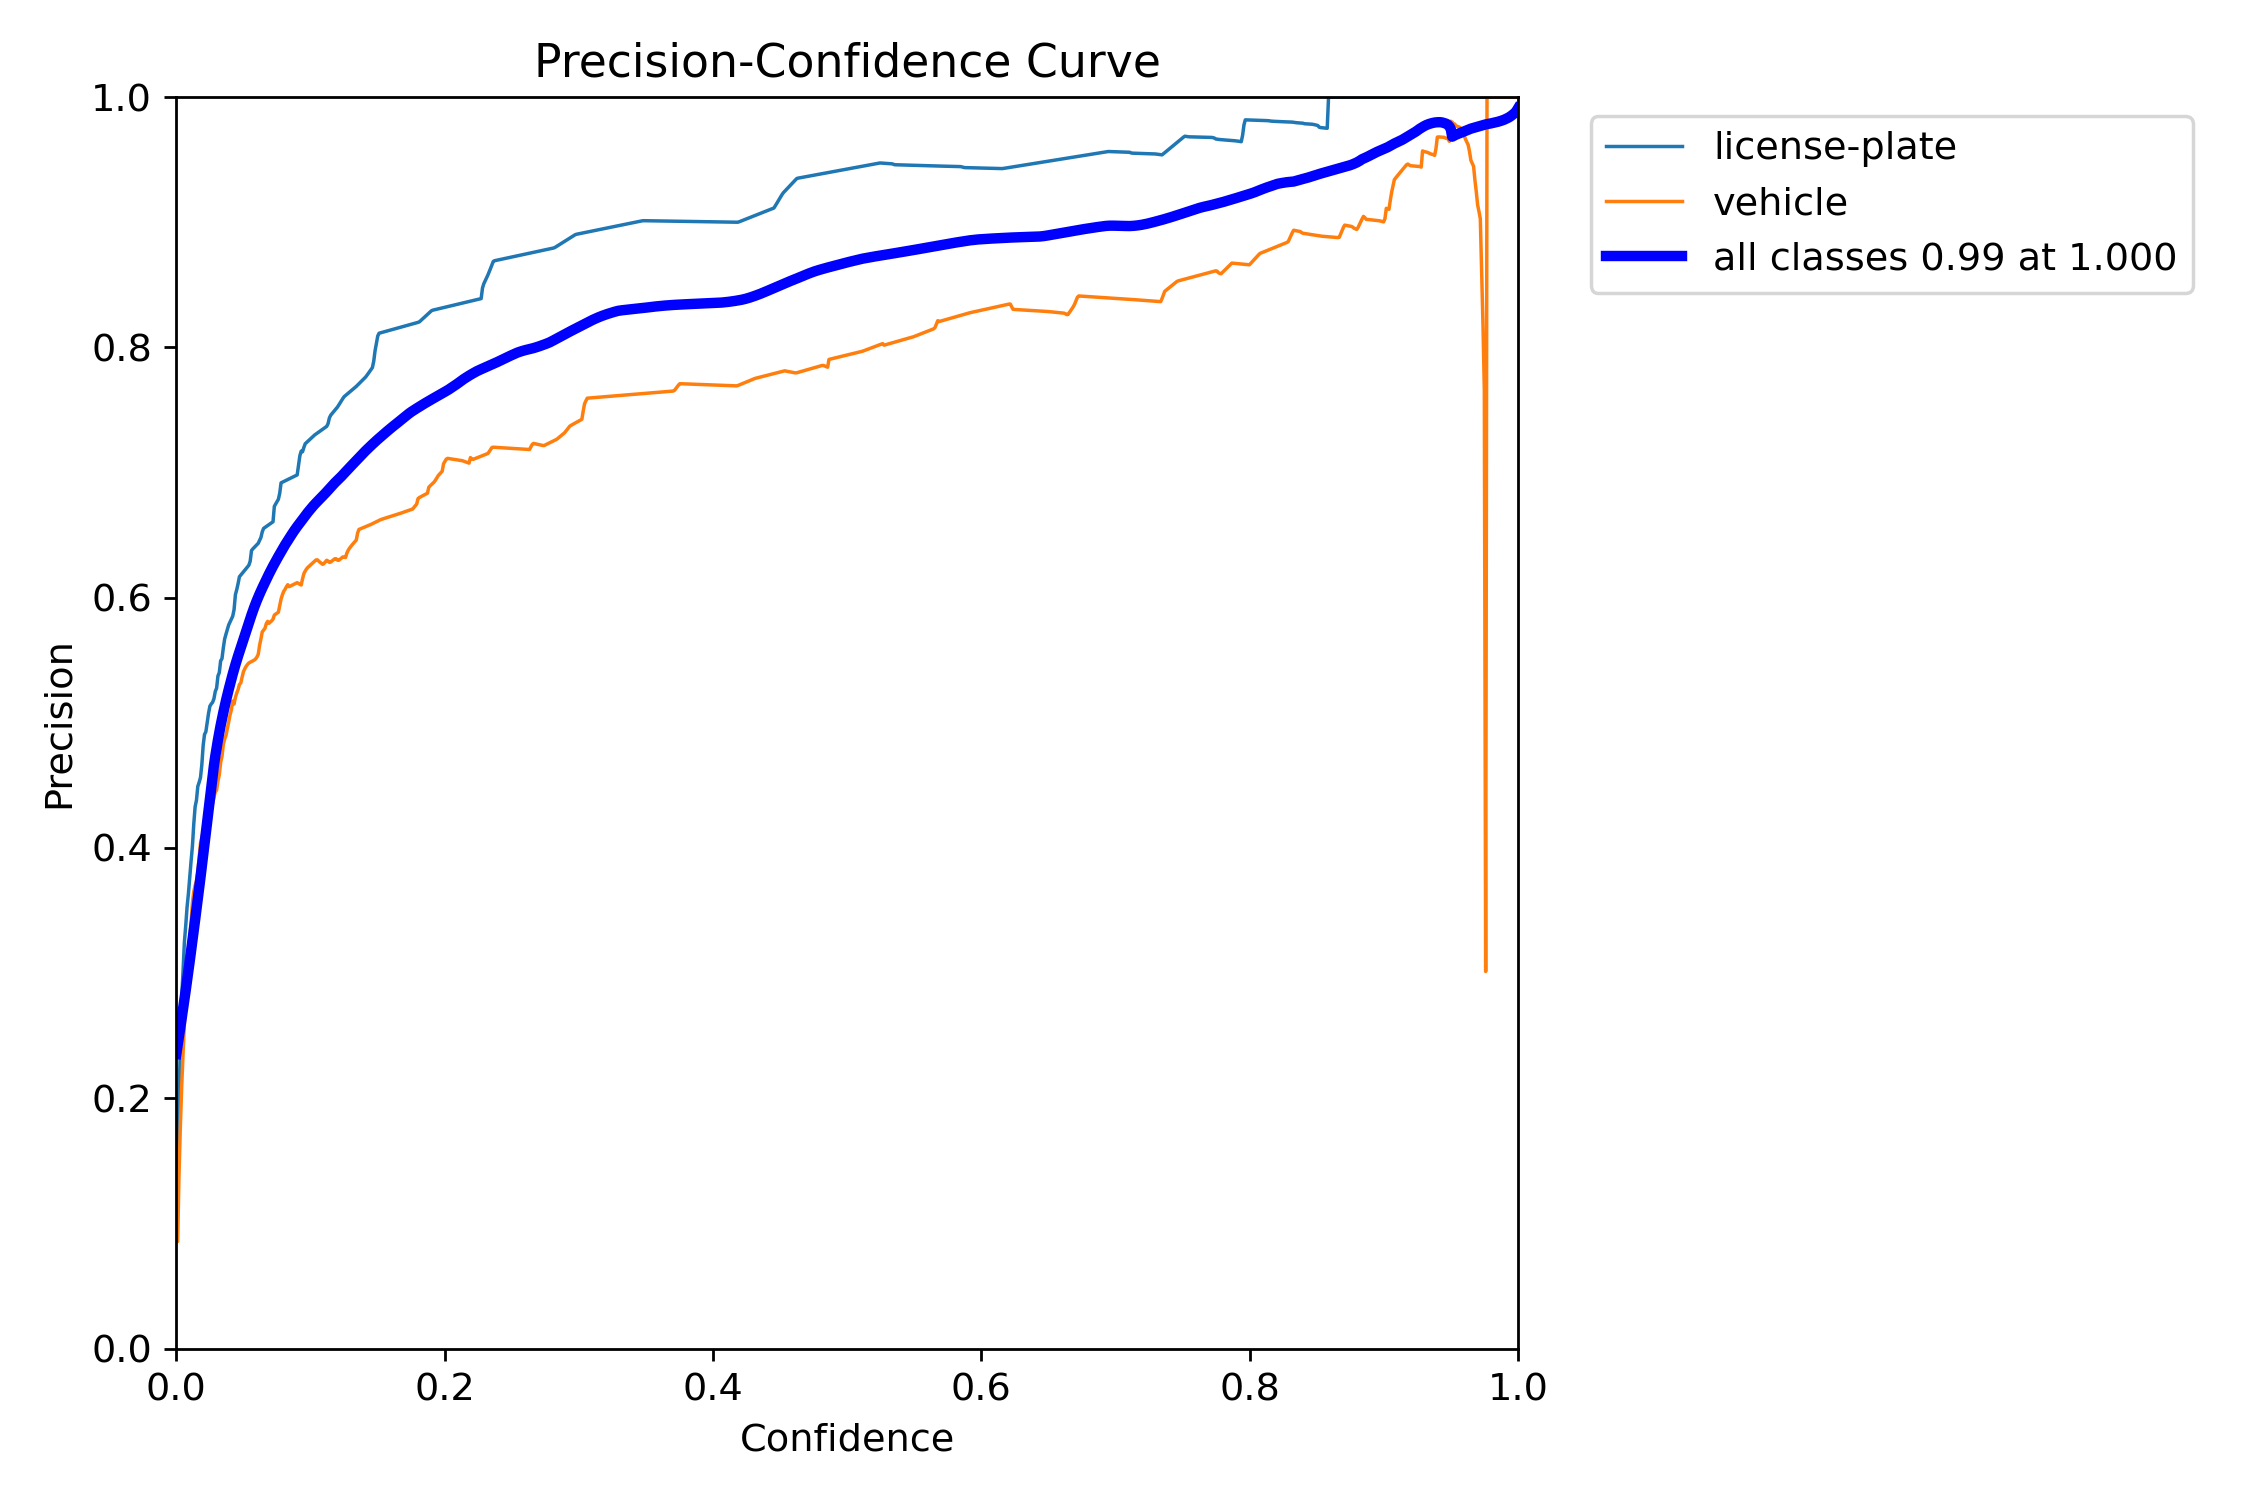 Precision-Confidence Curve
1.0
0.8
0.6
0.4
0.2
0.0
Precision
0.0 0.2 0.4 0.6 0.8 1.0
Confidence
license-plate
vehicle
all classes 0.99 at 1.000